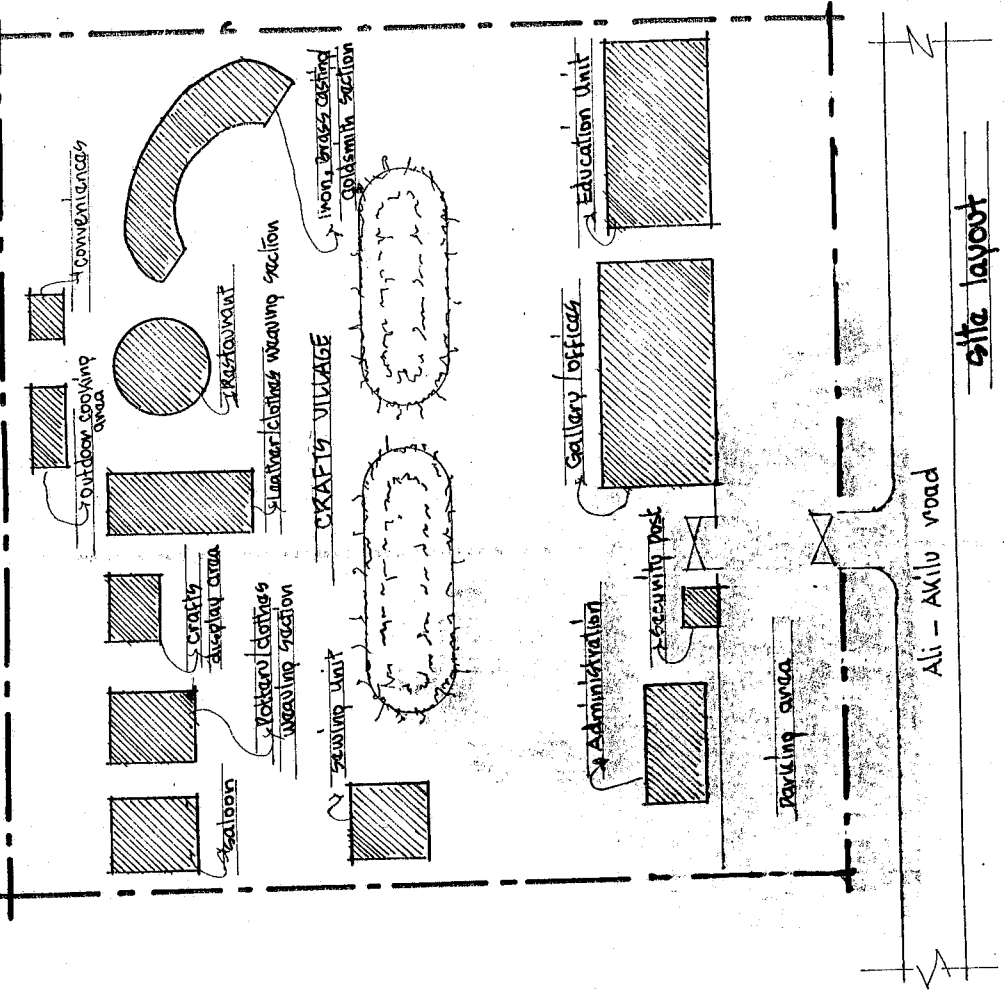 Outdoor cooking
area
Conveniences
Saloon
Pottery/clothes
weaving section
Crafts
display area
Leather/clothes weaving section
Restaurant
Iron, Brass casting
Goldsmith section
Sewing unit
CRAFTS VILLAGE
Administration
Security post
Gallery/offices
Education Unit
Parking area
Ali - Akilu road
Site layout